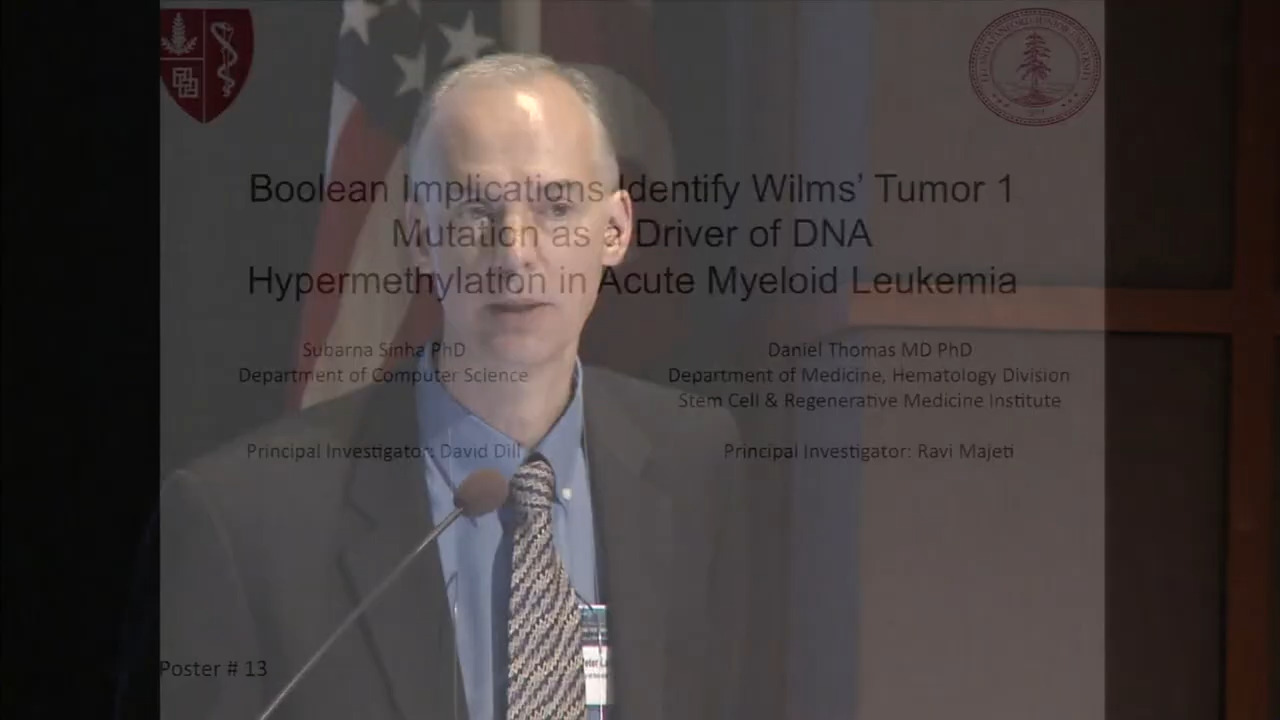 Boolean Implications Identify Wilms' Tumor 1
Mutation as a Driver of DNA
Hypermethylation in Acute Myeloid Leukemia
Subarna Sinha PhD
Department of Computer Science
Daniel Thomas MD PhD
Department of Medicine, Hematology Division
Stem Cell & Regenerative Medicine Institute
Principal Investigator: David Dill
Principal Investigator: Ravi Majeti
Poster # 13